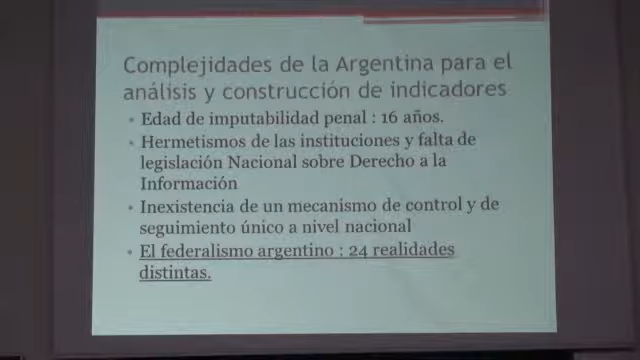 Complejidades de la Argentina para el
análisis y construcción de indicadores
• Edad de imputabilidad penal : 16 años.
• Hermetismos de las instituciones y falta de
legislación Nacional sobre Derecho a la
Información
• Inexistencia de un mecanismo de control y de
seguimiento único a nivel nacional
• El federalismo argentino : 24 realidades
distintas.